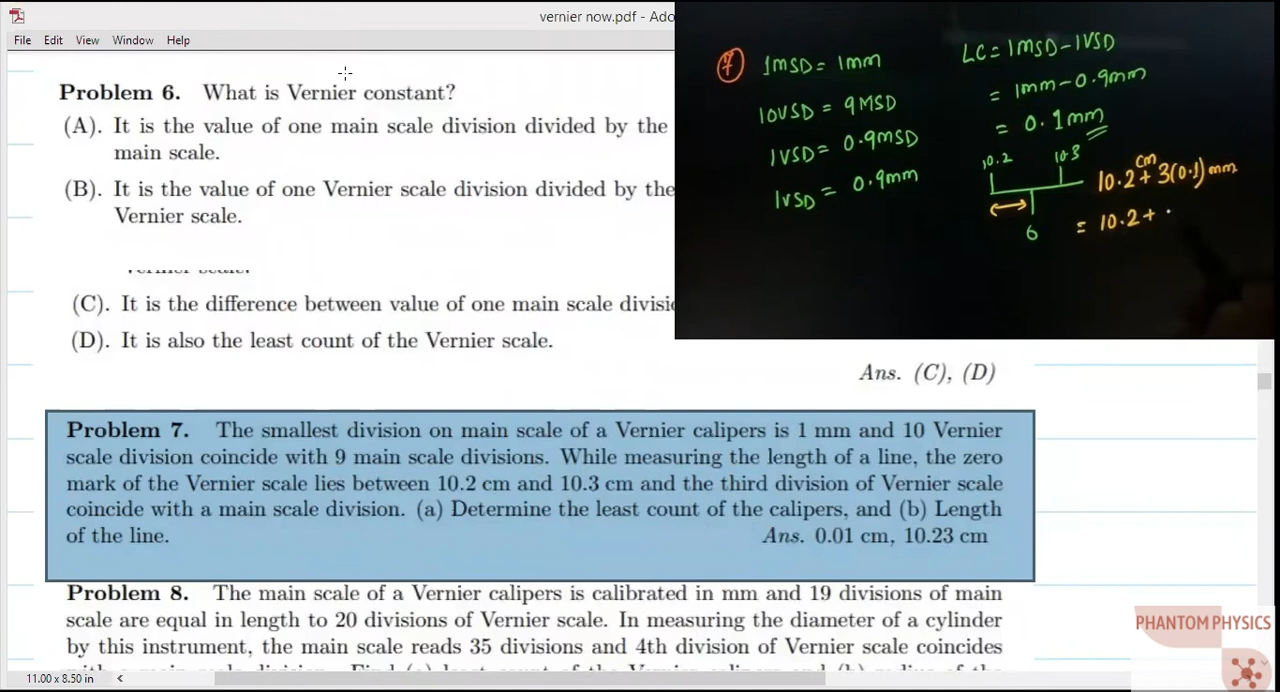 vernier now.pdf - Ado
File Edit View Window Help
Problem 6. What is Vernier constant?
(A). It is the value of one main scale division divided by the
main scale.
(B). It is the value of one Vernier scale division divided by the
Vernier scale.
(C). It is the difference between value of one main scale divisi
(D). It is also the least count of the Vernier scale.
Ans. (C), (D)
7 1MSD = 1mm
10VSD = 9MSD
1VSD = 0.9MSD
1VSD = 0.9mm
LC = 1MSD - 1VSD
= 1mm - 0.9mm
= 0.1mm
10.2 10.3
6
10.2 cm + 3(0.1)mm
= 10.2 +
Problem 7. The smallest division on main scale of a Vernier calipers is 1 mm and 10 Vernier
scale division coincide with 9 main scale divisions. While measuring the length of a line, the zero
mark of the Vernier scale lies between 10.2 cm and 10.3 cm and the third division of Vernier scale
coincide with a main scale division. (a) Determine the least count of the calipers, and (b) Length
of the line. Ans. 0.01 cm, 10.23 cm
Problem 8. The main scale of a Vernier calipers is calibrated in mm and 19 divisions of main
scale are equal in length to 20 divisions of Vernier scale. In measuring the diameter of a cylinder
by this instrument, the main scale reads 35 divisions and 4th division of Vernier scale coincides
PHANTOM PHYSICS
11.00 x 8.50 in